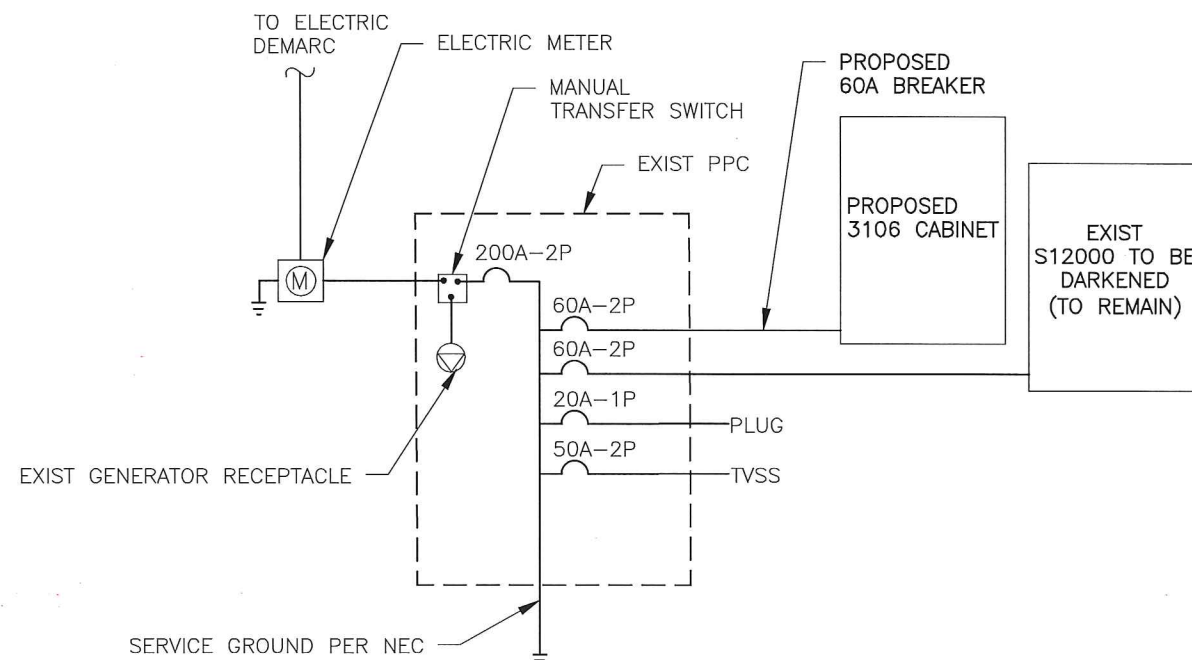 TO ELECTRIC
DEMARC
ELECTRIC METER
MANUAL
TRANSFER SWITCH
PROPOSED
60A BREAKER
EXIST PPC
PROPOSED
3106 CABINET
EXIST
S12000 TO BE
DARKENED
(TO REMAIN)
200A-2P
M
60A-2P
60A-2P
20A-1P
PLUG
50A-2P
TVSS
EXIST GENERATOR RECEPTACLE
SERVICE GROUND PER NEC